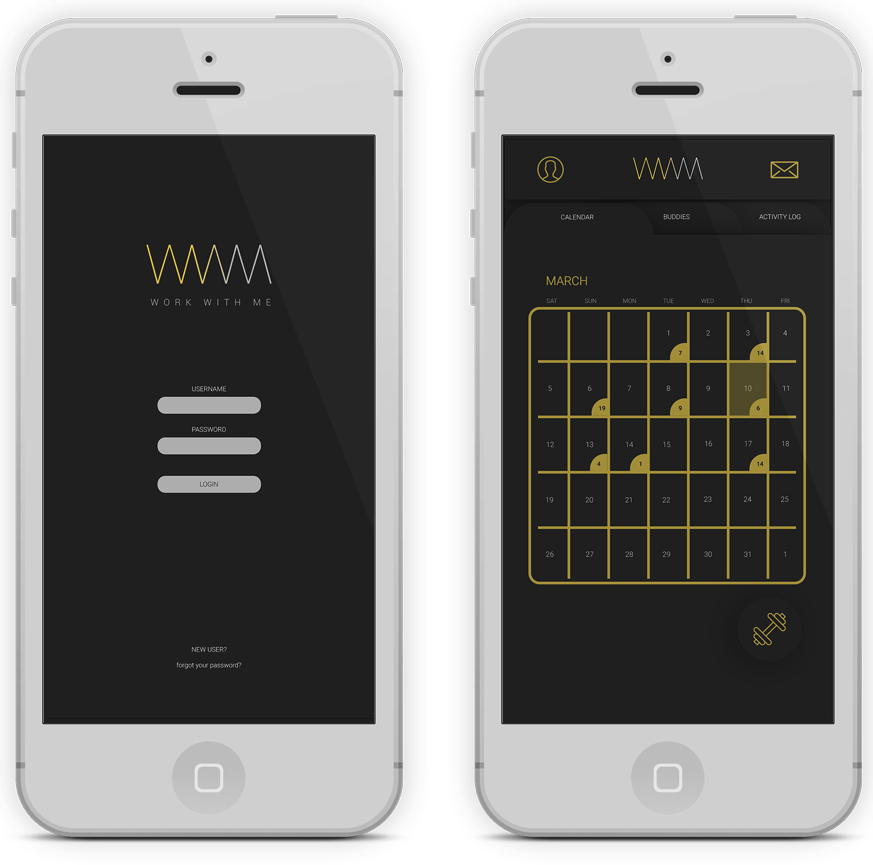 WORK WITH ME
USERNAME
PASSWORD
LOGIN
NEW USER?
forgot your password?
CALENDAR BUDDIES ACTIVITY LOG
MARCH
SAT SUN MON TUE WED THU FRI
1 2 3 4
7 14
5 6 7 8 9 10 11
19 9 6
12 13 14 15 16 17 18
4 1 14
19 20 21 22 23 24 25
26 27 28 29 30 31 1